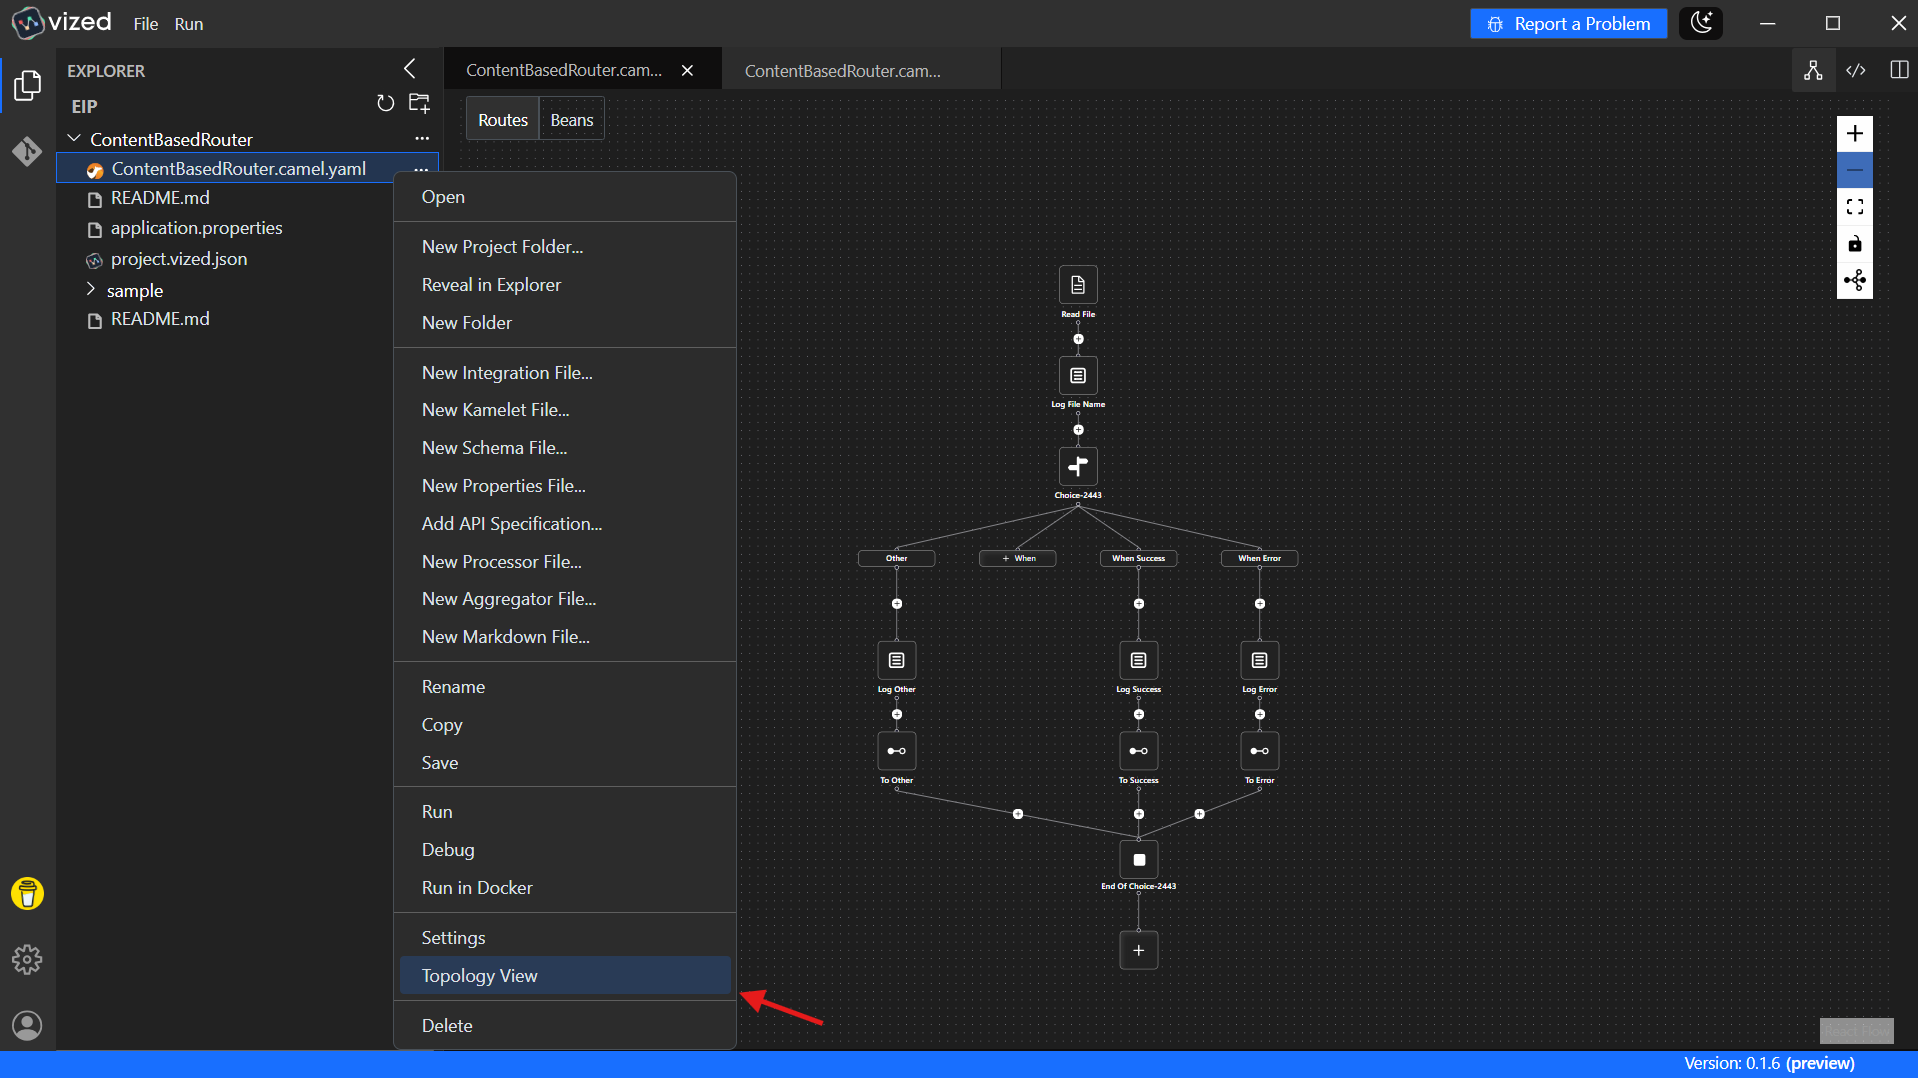 vized File Run
Report a Problem
EXPLORER
EIP
ContentBasedRouter
ContentBasedRouter.camel.yaml
README.md
application.properties
project.vized.json
sample
README.md
ContentBasedRouter.cam...
ContentBasedRouter.cam...
Routes Beans
Open
New Project Folder...
Reveal in Explorer
New Folder
New Integration File...
New Kamelet File...
New Schema File...
New Properties File...
Add API Specification...
New Processor File...
New Aggregator File...
New Markdown File...
Rename
Copy
Save
Run
Debug
Run in Docker
Settings
Topology View
Delete
Read File
Log File Name
Choice-2443
Other
+ When
When Success
When Error
Log Other
Log Success
Log Error
To Other
To Success
To Error
End Of Choice-2443
Version: 0.1.6 (preview)